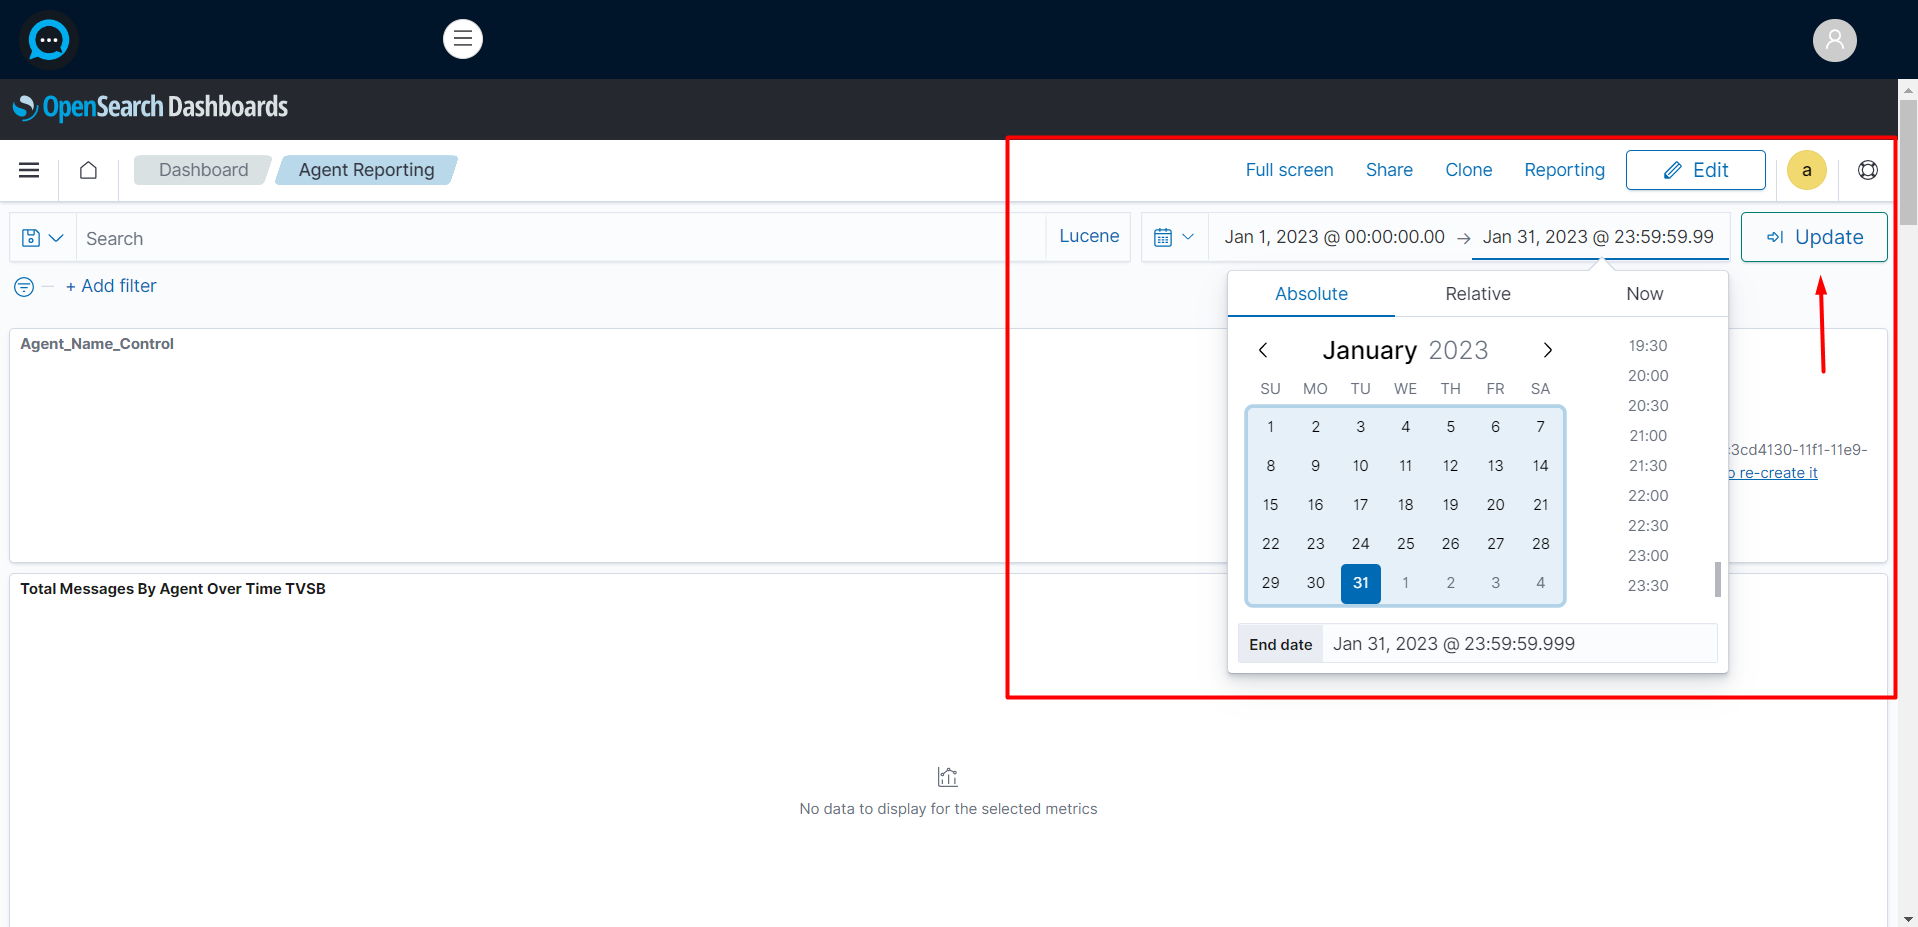 OpenSearch Dashboards
Dashboard Agent Reporting Full screen Share Clone Reporting Edit a
Search Lucene Jan 1, 2023 @ 00:00:00.00 → Jan 31, 2023 @ 23:59:59.99 Update
+ Add filter
Absolute Relative Now
Agent_Name_Control
January 2023
SU MO TU WE TH FR SA
1 2 3 4 5 6 7
8 9 10 11 12 13 14
15 16 17 18 19 20 21
22 23 24 25 26 27 28
29 30 31 1 2 3 4
19:30
20:00
20:30
21:00
21:30
22:00
22:30
23:00
23:30
3cd4130-11f1-11e9-
o re-create it
End date Jan 31, 2023 @ 23:59:59.999
Total Messages By Agent Over Time TVSB
No data to display for the selected metrics